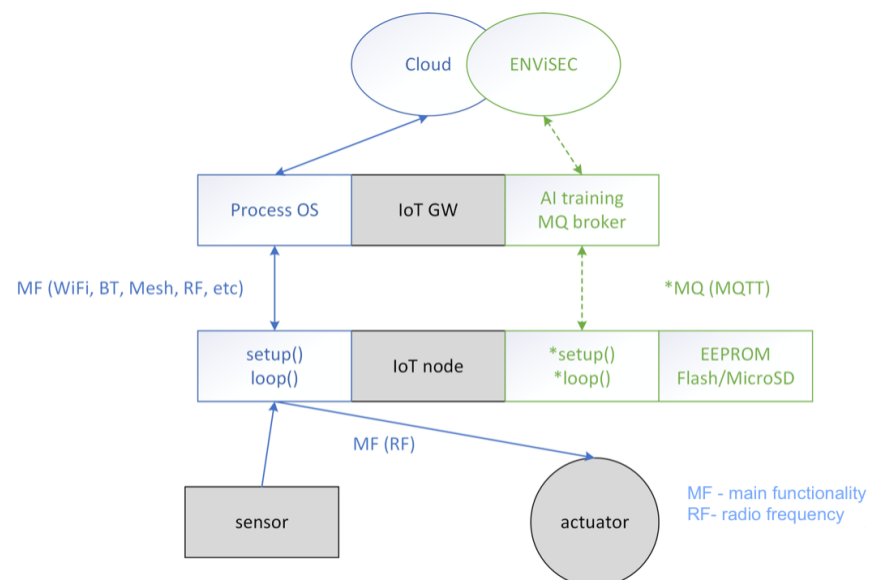 Cloud
ENViSEC
Process OS
IoT GW
AI training
MQ broker
MF (WiFi, BT, Mesh, RF, etc)
*MQ (MQTT)
setup()
loop()
IoT node
*setup()
*loop()
EEPROM
Flash/MicroSD
MF (RF)
sensor
actuator
MF - main functionality
RF- radio frequency